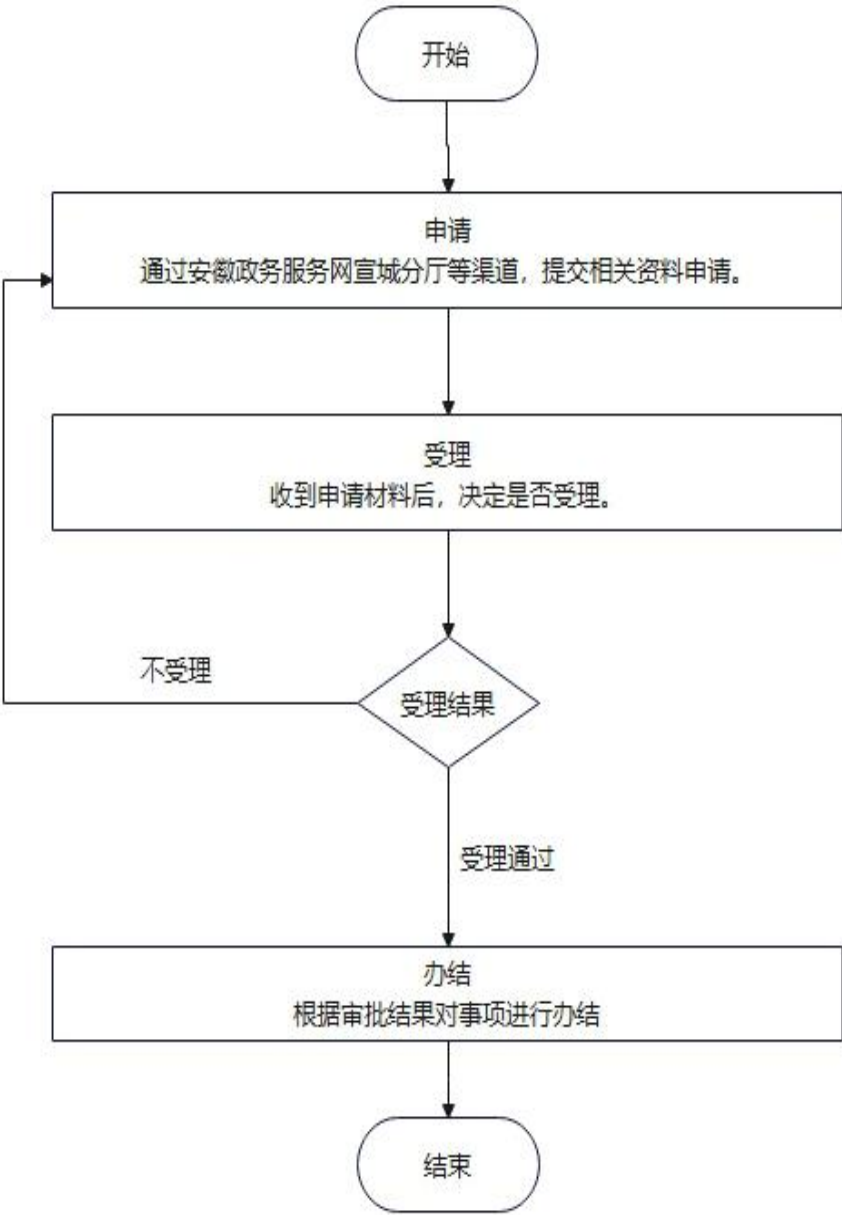 开始
申请
通过安徽政务服务网宣城分厅等渠道，提交相关资料申请。
受理
收到申请材料后，决定是否受理。
不受理
受理结果
受理通过
办结
根据审批结果对事项进行办结
结束